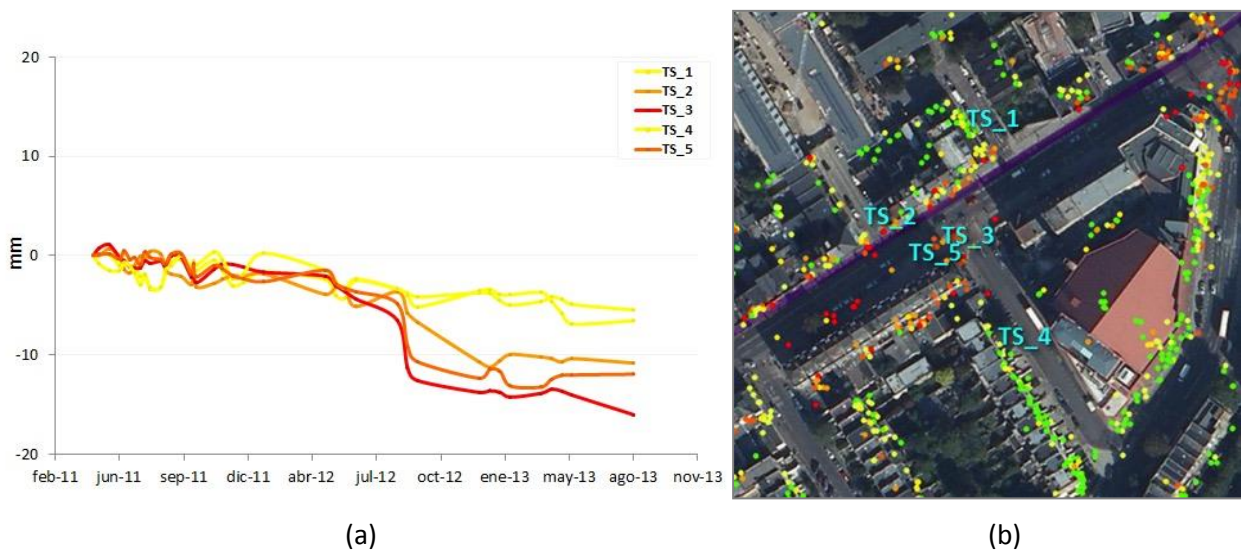 20
10
0
-10
-20
mm
feb-11 jun-11 sep-11 dic-11 abr-12 jul-12 oct-12 ene-13 may-13 ago-13 nov-13
TS_1
TS_2
TS_3
TS_4
TS_5
(a)
TS_1
TS_2
TS_3
TS_5
TS_4
(b)